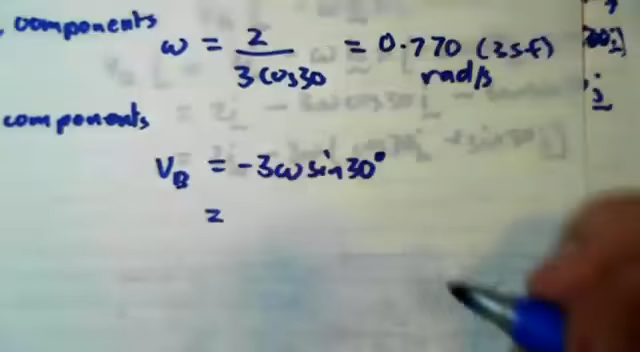 components
ω = 2/(3cos30) = 0.770 (3sf)
rad/s
components
V_B = -3ω sin30°
=